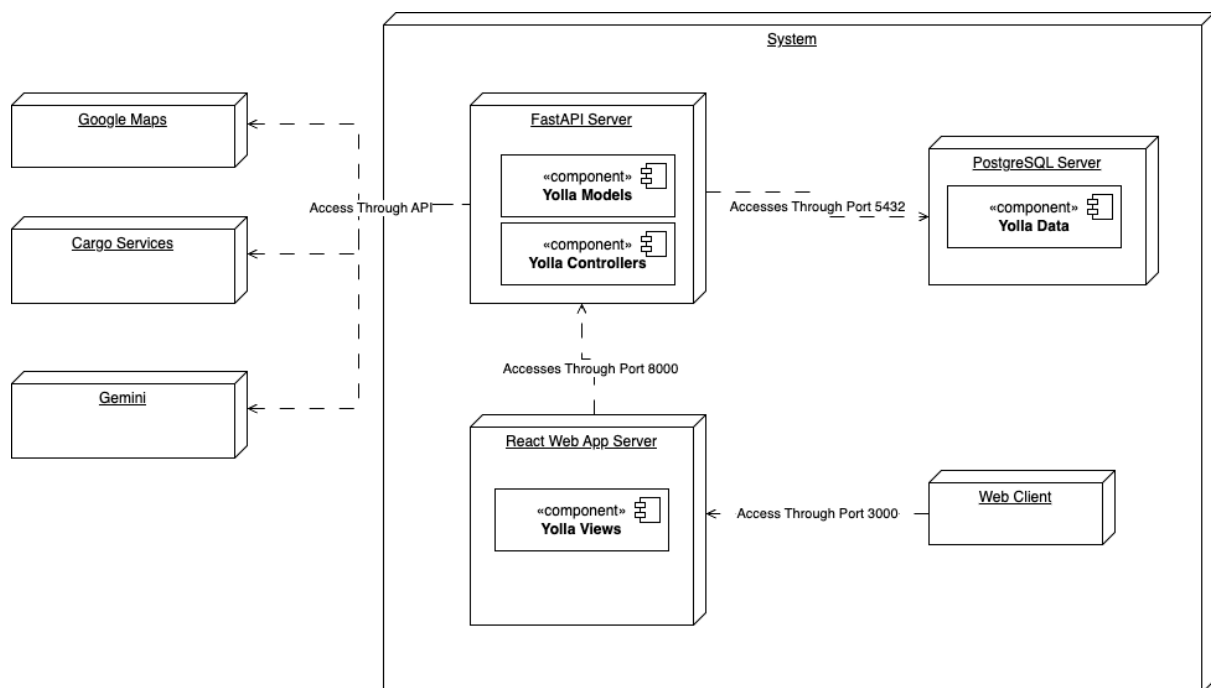 System
Google Maps
FastAPI Server
«component»
Yolla Models
PostgreSQL Server
«component»
Yolla Data
Access Through API
Accesses Through Port 5432
Cargo Services
«component»
Yolla Controllers
Accesses Through Port 8000
Gemini
React Web App Server
«component»
Yolla Views
Web Client
Access Through Port 3000